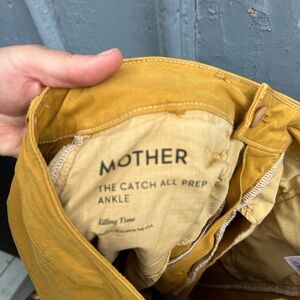 MOTHER
THE CATCH ALL PREP
ANKLE
Killing Time